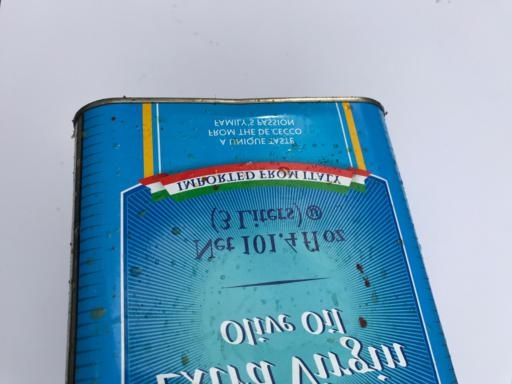 Extra Virgin
Olive Oil
Net 101.4 fl oz
(3 Liters)
IMPORTED FROM ITALY
A UNIQUE TASTE
FROM THE DE CECCO
FAMILY'S PASSION